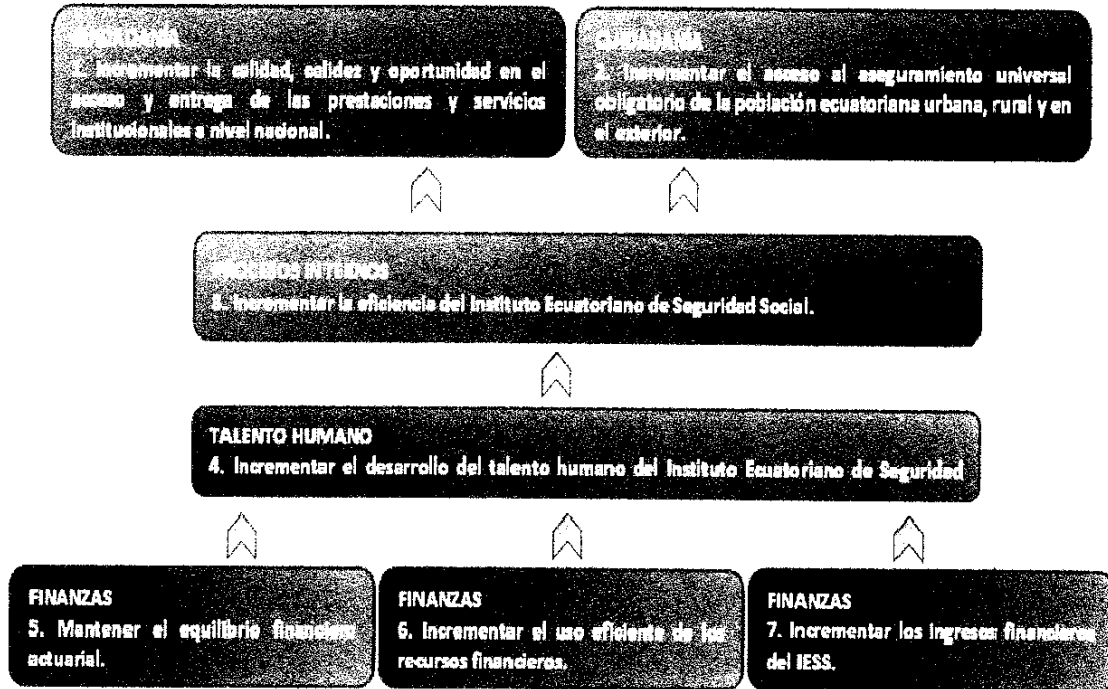 CIUDADANÍA
1. Incrementar la calidad, calidez y oportunidad en el
acceso y entrega de las prestaciones y servicios
institucionales a nivel nacional.
CIUDADANÍA
2. Incrementar el acceso al aseguramiento universal
obligatorio de la población ecuatoriana urbana, rural y en
el exterior.
PROCESOS INTERNOS
3. Incrementar la eficiencia del Instituto Ecuatoriano de Seguridad Social.
TALENTO HUMANO
4. Incrementar el desarrollo del talento humano del Instituto Ecuatoriano de Seguridad
FINANZAS
5. Mantener el equilibrio financiero
actuarial.
FINANZAS
6. Incrementar el uso eficiente de los
recursos financieros.
FINANZAS
7. Incrementar los ingresos financieros
del IESS.